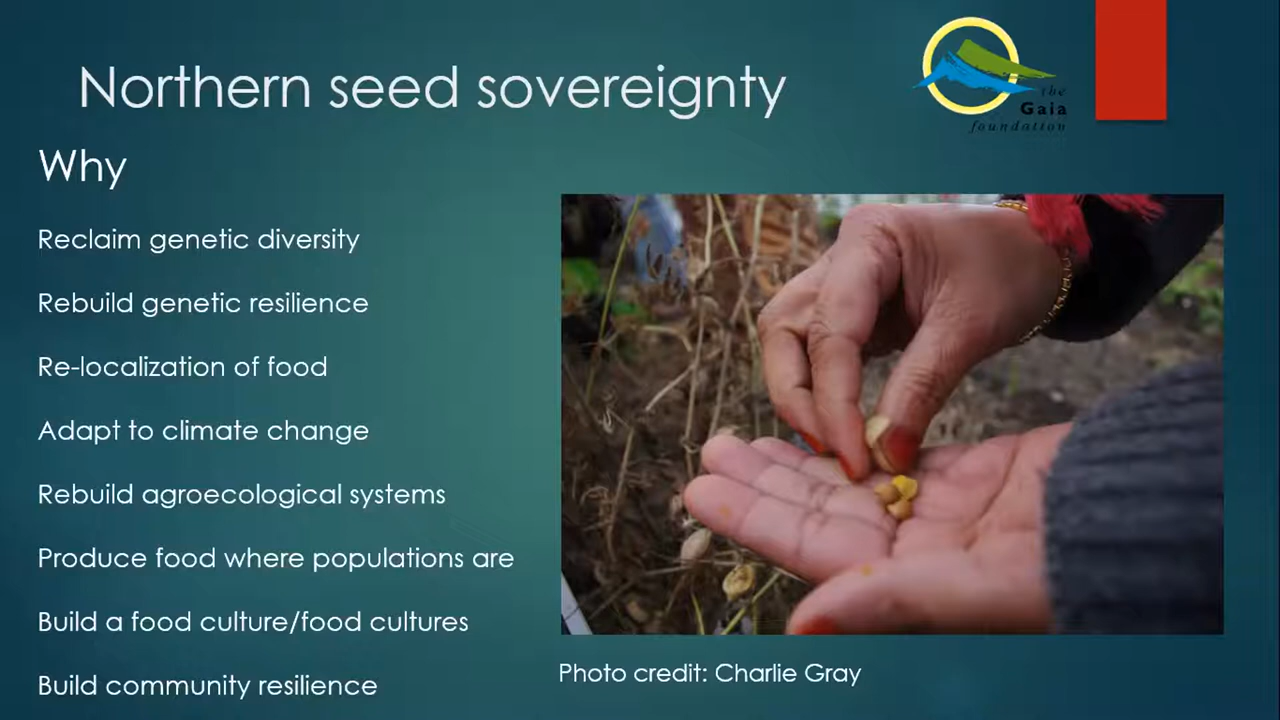 Northern seed sovereignty
the
Gaia
foundation
Why
Reclaim genetic diversity
Rebuild genetic resilience
Re-localization of food
Adapt to climate change
Rebuild agroecological systems
Produce food where populations are
Build a food culture/food cultures
Build community resilience
Photo credit: Charlie Gray